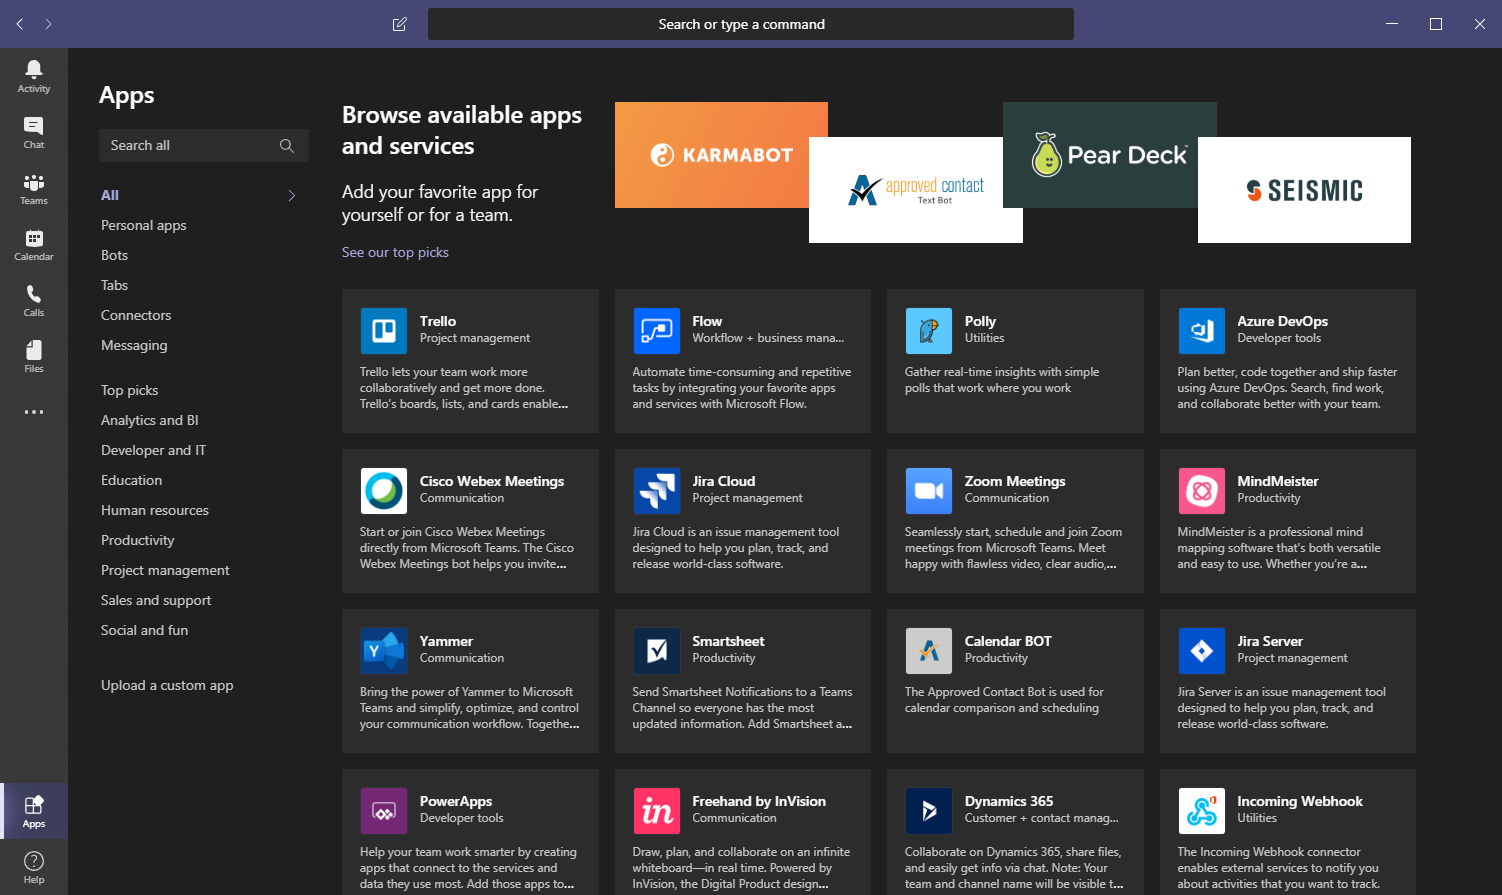 Search or type a command
Activity
Chat
Teams
Calendar
Calls
Files
Apps
Help
Apps
Search all
All
Personal apps
Bots
Tabs
Connectors
Messaging
Top picks
Analytics and BI
Developer and IT
Education
Human resources
Productivity
Project management
Sales and support
Social and fun
Upload a custom app
Browse available apps
and services
Add your favorite app for
yourself or for a team.
See our top picks
KARMABOT
approved contact
Text Bot
Pear Deck
SEISMIC
Trello
Project management
Trello lets your team work more
collaboratively and get more done.
Trello's boards, lists, and cards enable...
Flow
Workflow + business mana...
Automate time-consuming and repetitive
tasks by integrating your favorite apps
and services with Microsoft Flow.
Polly
Utilities
Gather real-time insights with simple
polls that work where you work
Azure DevOps
Developer tools
Plan better, code together and ship faster
using Azure DevOps. Search, find work,
and collaborate better with your team.
Cisco Webex Meetings
Communication
Start or join Cisco Webex Meetings
directly from Microsoft Teams. The Cisco
Webex Meetings bot helps you invite...
Jira Cloud
Project management
Jira Cloud is an issue management tool
designed to help you plan, track, and
release world-class software.
Zoom Meetings
Communication
Seamlessly start, schedule and join Zoom
meetings from Microsoft Teams. Meet
happy with flawless video, clear audio,...
MindMeister
Productivity
MindMeister is a professional mind
mapping software that's both versatile
and easy to use. Whether you're a...
Yammer
Communication
Bring the power of Yammer to Microsoft
Teams and simplify, optimize, and control
your communication workflow. Togethe...
Smartsheet
Productivity
Send Smartsheet Notifications to a Teams
Channel so everyone has the most
updated information. Add Smartsheet a...
Calendar BOT
Productivity
The Approved Contact Bot is used for
calendar comparison and scheduling
Jira Server
Project management
Jira Server is an issue management tool
designed to help you plan, track, and
release world-class software.
PowerApps
Developer tools
Help your team work smarter by creating
apps that connect to the services and
data they use most. Add those apps to...
in
Freehand by InVision
Communication
Draw, plan, and collaborate on an infinite
whiteboard—in real time. Powered by
InVision, the Digital Product design...
Dynamics 365
Customer + contact manag...
Collaborate on Dynamics 365, share files,
and easily get info via chat. Note: Your
team and channel name will be visible t...
Incoming Webhook
Utilities
The Incoming Webhook connector
enables external services to notify you
about activities that you want to track.